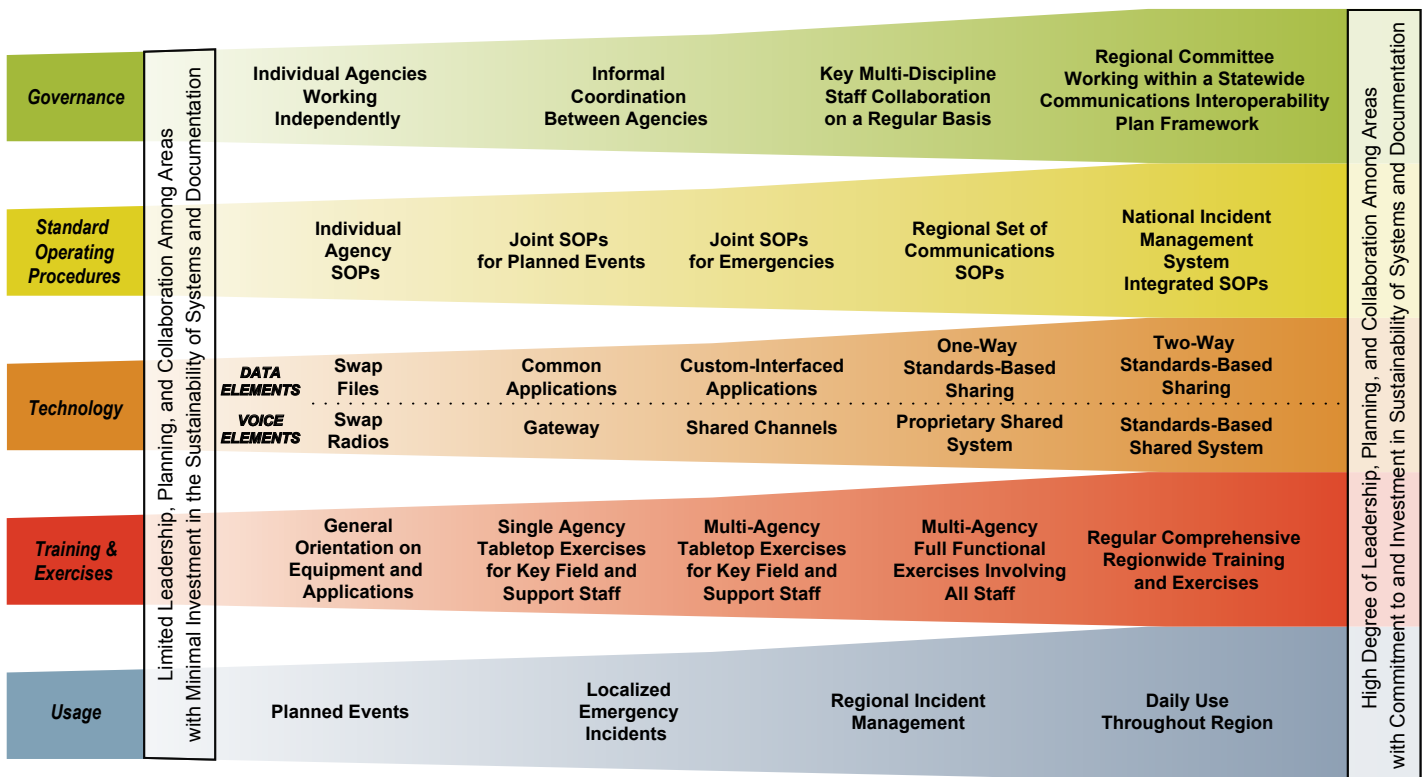 Limited Leadership, Planning, and Collaboration Among Areas
with Minimal Investment in the Sustainability of Systems and Documentation
Governance
Individual Agencies
Working
Independently
Informal
Coordination
Between Agencies
Key Multi-Discipline
Staff Collaboration
on a Regular Basis
Regional Committee
Working within a Statewide
Communications Interoperability
Plan Framework
Standard
Operating
Procedures
Individual
Agency
SOPs
Joint SOPs
for Planned Events
Joint SOPs
for Emergencies
Regional Set of
Communications
SOPs
National Incident
Management
System
Integrated SOPs
Technology
DATA
ELEMENTS
Swap
Files
Common
Applications
Custom-Interfaced
Applications
One-Way
Standards-Based
Sharing
Two-Way
Standards-Based
Sharing
VOICE
ELEMENTS
Swap
Radios
Gateway
Shared Channels
Proprietary Shared
System
Standards-Based
Shared System
Training &
Exercises
General
Orientation on
Equipment and
Applications
Single Agency
Tabletop Exercises
for Key Field and
Support Staff
Multi-Agency
Tabletop Exercises
for Key Field and
Support Staff
Multi-Agency
Full Functional
Exercises Involving
All Staff
Regular Comprehensive
Regionwide Training
and Exercises
Usage
Planned Events
Localized
Emergency
Incidents
Regional Incident
Management
Daily Use
Throughout Region
High Degree of Leadership, Planning, and Collaboration Among Areas
with Commitment to and Investment in Sustainability of Systems and Documentation